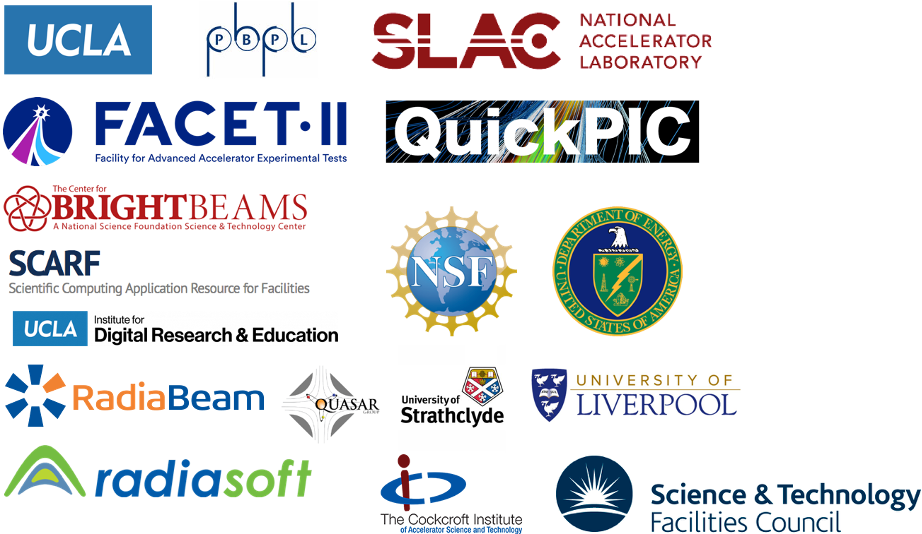 UCLA
pbpl
SLAC
NATIONAL
ACCELERATOR
LABORATORY
FACET·II
Facility for Advanced Accelerator Experimental Tests
QuickPIC
The Center for
BRIGHTBEAMS
A National Science Foundation Science & Technology Center
SCARF
Scientific Computing Application Resource for Facilities
NSF
DEPARTMENT OF ENERGY
UNITED STATES OF AMERICA
UCLA
Institute for
Digital Research & Education
RadiaBeam
QUASAR
University of
Strathclyde
UNIVERSITY OF
LIVERPOOL
radiasoft
The Cockcroft Institute
of Accelerator Science and Technology
Science & Technology
Facilities Council